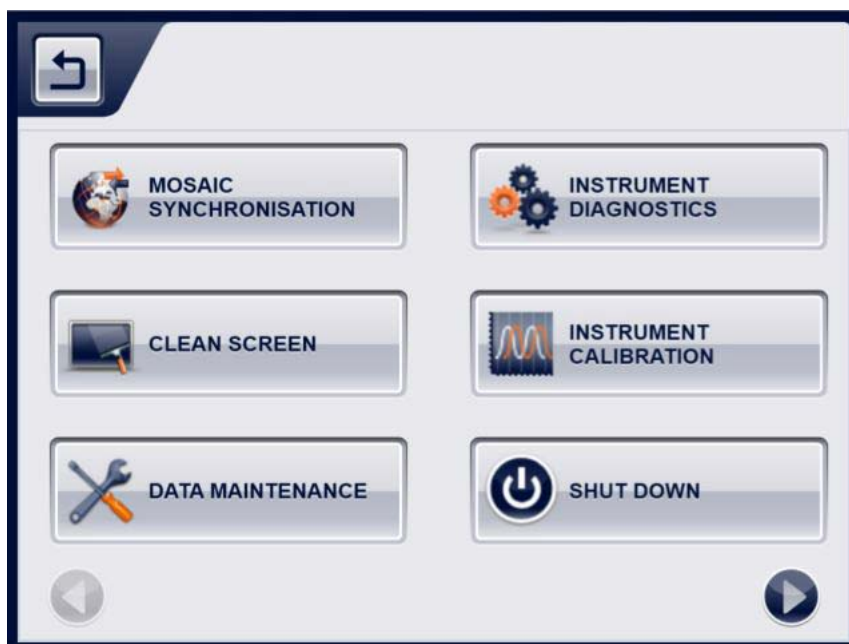 MOSAIC
SYNCHRONISATION
INSTRUMENT
DIAGNOSTICS
CLEAN SCREEN
INSTRUMENT
CALIBRATION
DATA MAINTENANCE
SHUT DOWN